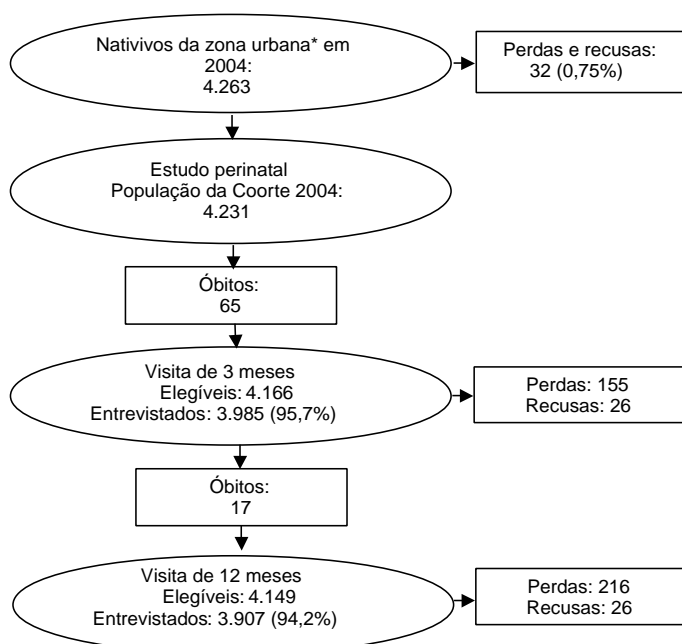 Nativivos da zona urbana* em
2004:
4.263
Perdas e recusas:
32 (0,75%)
Estudo perinatal
População da Coorte 2004:
4.231
Óbitos:
65
Visita de 3 meses
Elegíveis: 4.166
Entrevistados: 3.985 (95,7%)
Perdas: 155
Recusas: 26
Óbitos:
17
Visita de 12 meses
Elegíveis: 4.149
Entrevistados: 3.907 (94,2%)
Perdas: 216
Recusas: 26